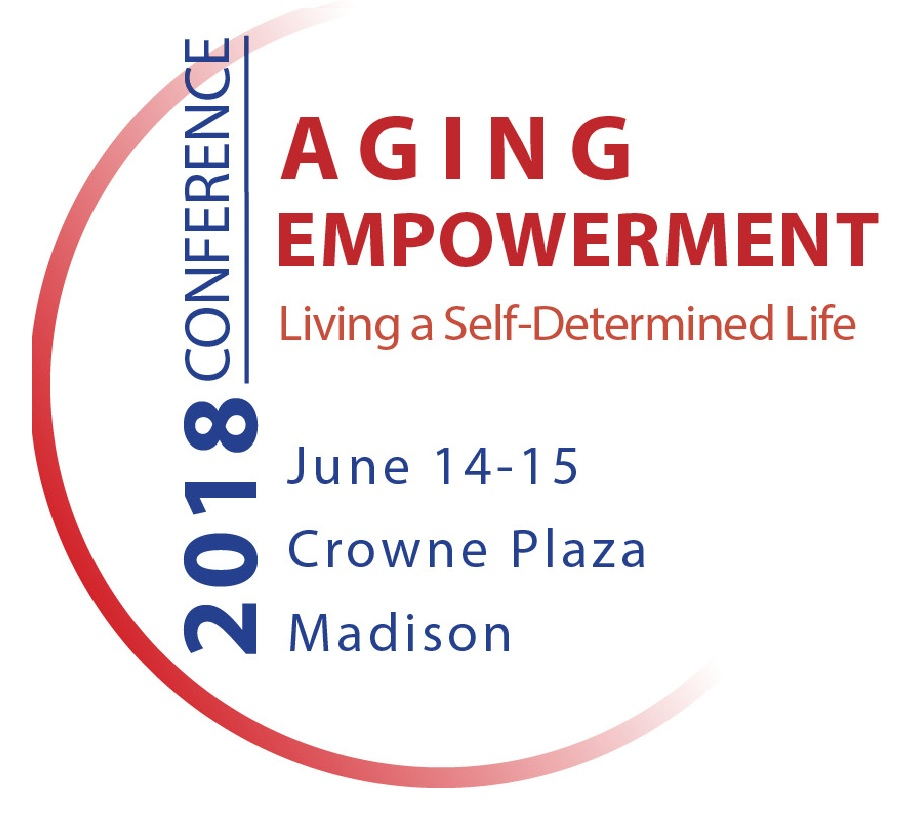 2018 CONFERENCE
AGING
EMPOWERMENT
Living a Self-Determined Life
June 14-15
Crowne Plaza
Madison